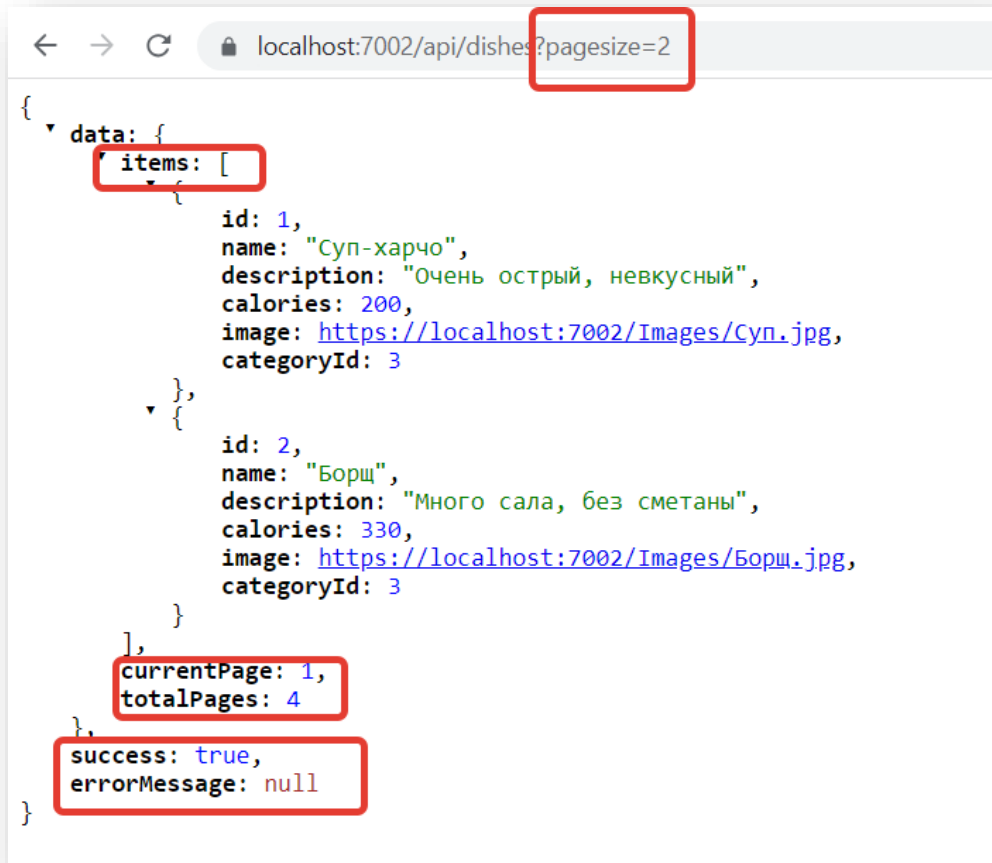 localhost:7002/api/dishes?pagesize=2
{
data: {
items: [
{
id: 1,
name: "Суп-харчо",
description: "Очень острый, невкусный",
calories: 200,
image: https://localhost:7002/Images/Суп.jpg,
categoryId: 3
},
{
id: 2,
name: "Борщ",
description: "Много сала, без сметаны",
calories: 330,
image: https://localhost:7002/Images/Борщ.jpg,
categoryId: 3
}
],
currentPage: 1,
totalPages: 4
},
success: true,
errorMessage: null
}